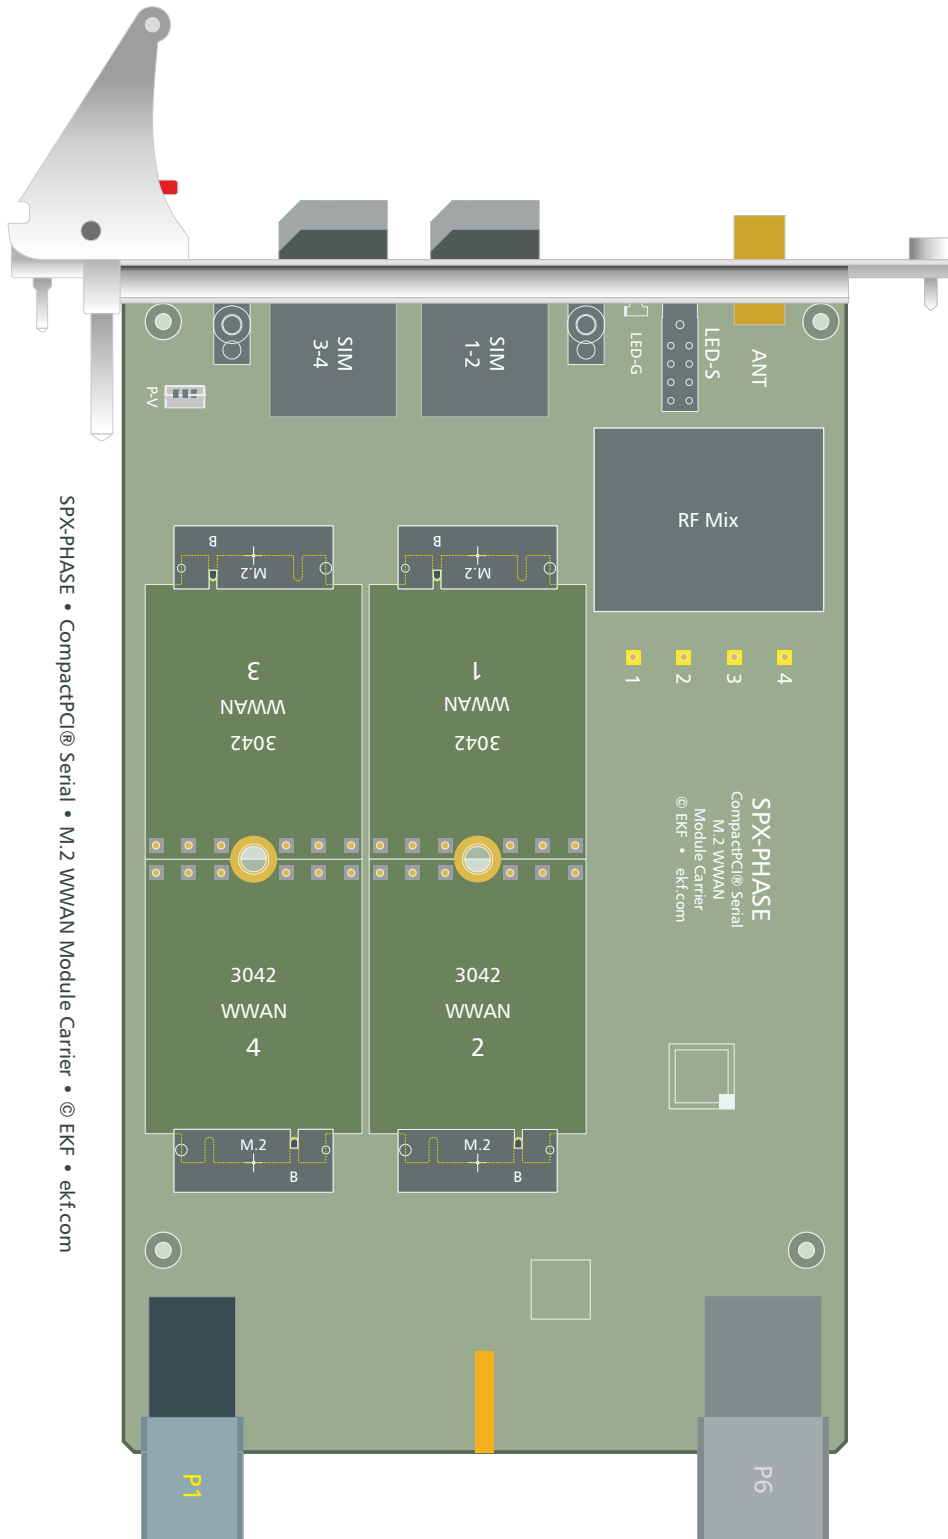 SIM
3-4
SIM
1-2
LED-G
LED-S
ANT
P-V
RF Mix
B
M.2
B
M.2
3
WWAN
3042
1
WWAN
3042
1
2
3
4
SPX-PHASE
CompactPCI® Serial
M.2 WWAN
Module Carrier
© EKF • ekf.com
3042
WWAN
4
3042
WWAN
2
M.2
B
M.2
B
P1
P6
SPX-PHASE • CompactPCI® Serial • M.2 WWAN Module Carrier • © EKF • ekf.com